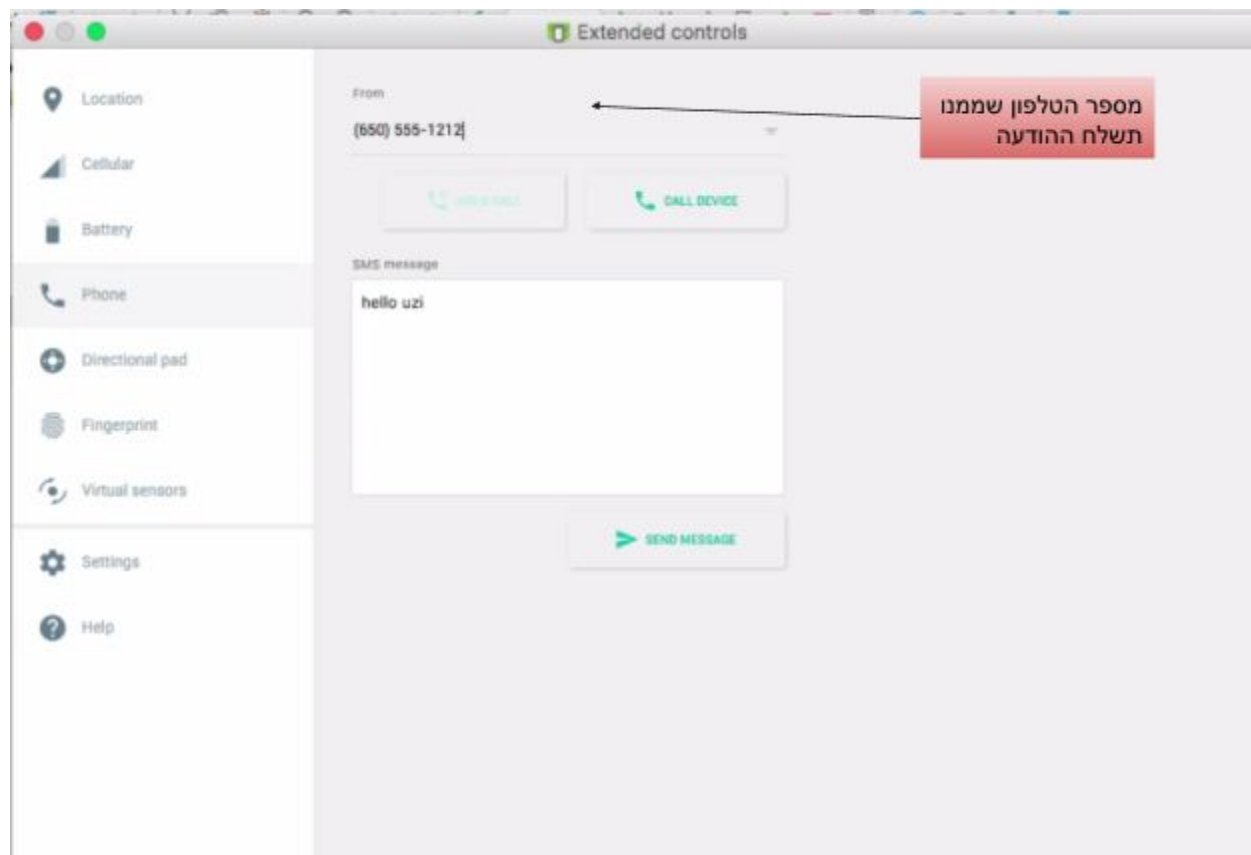 Extended controls
Location
Cellular
Battery
Phone
Directional pad
Fingerprint
Virtual sensors
Settings
Help
From
(650) 555-1212
CALL DEVICE
SMS message
hello uzi
SEND MESSAGE
מספר הטלפון שממנו
תשלח ההודעה